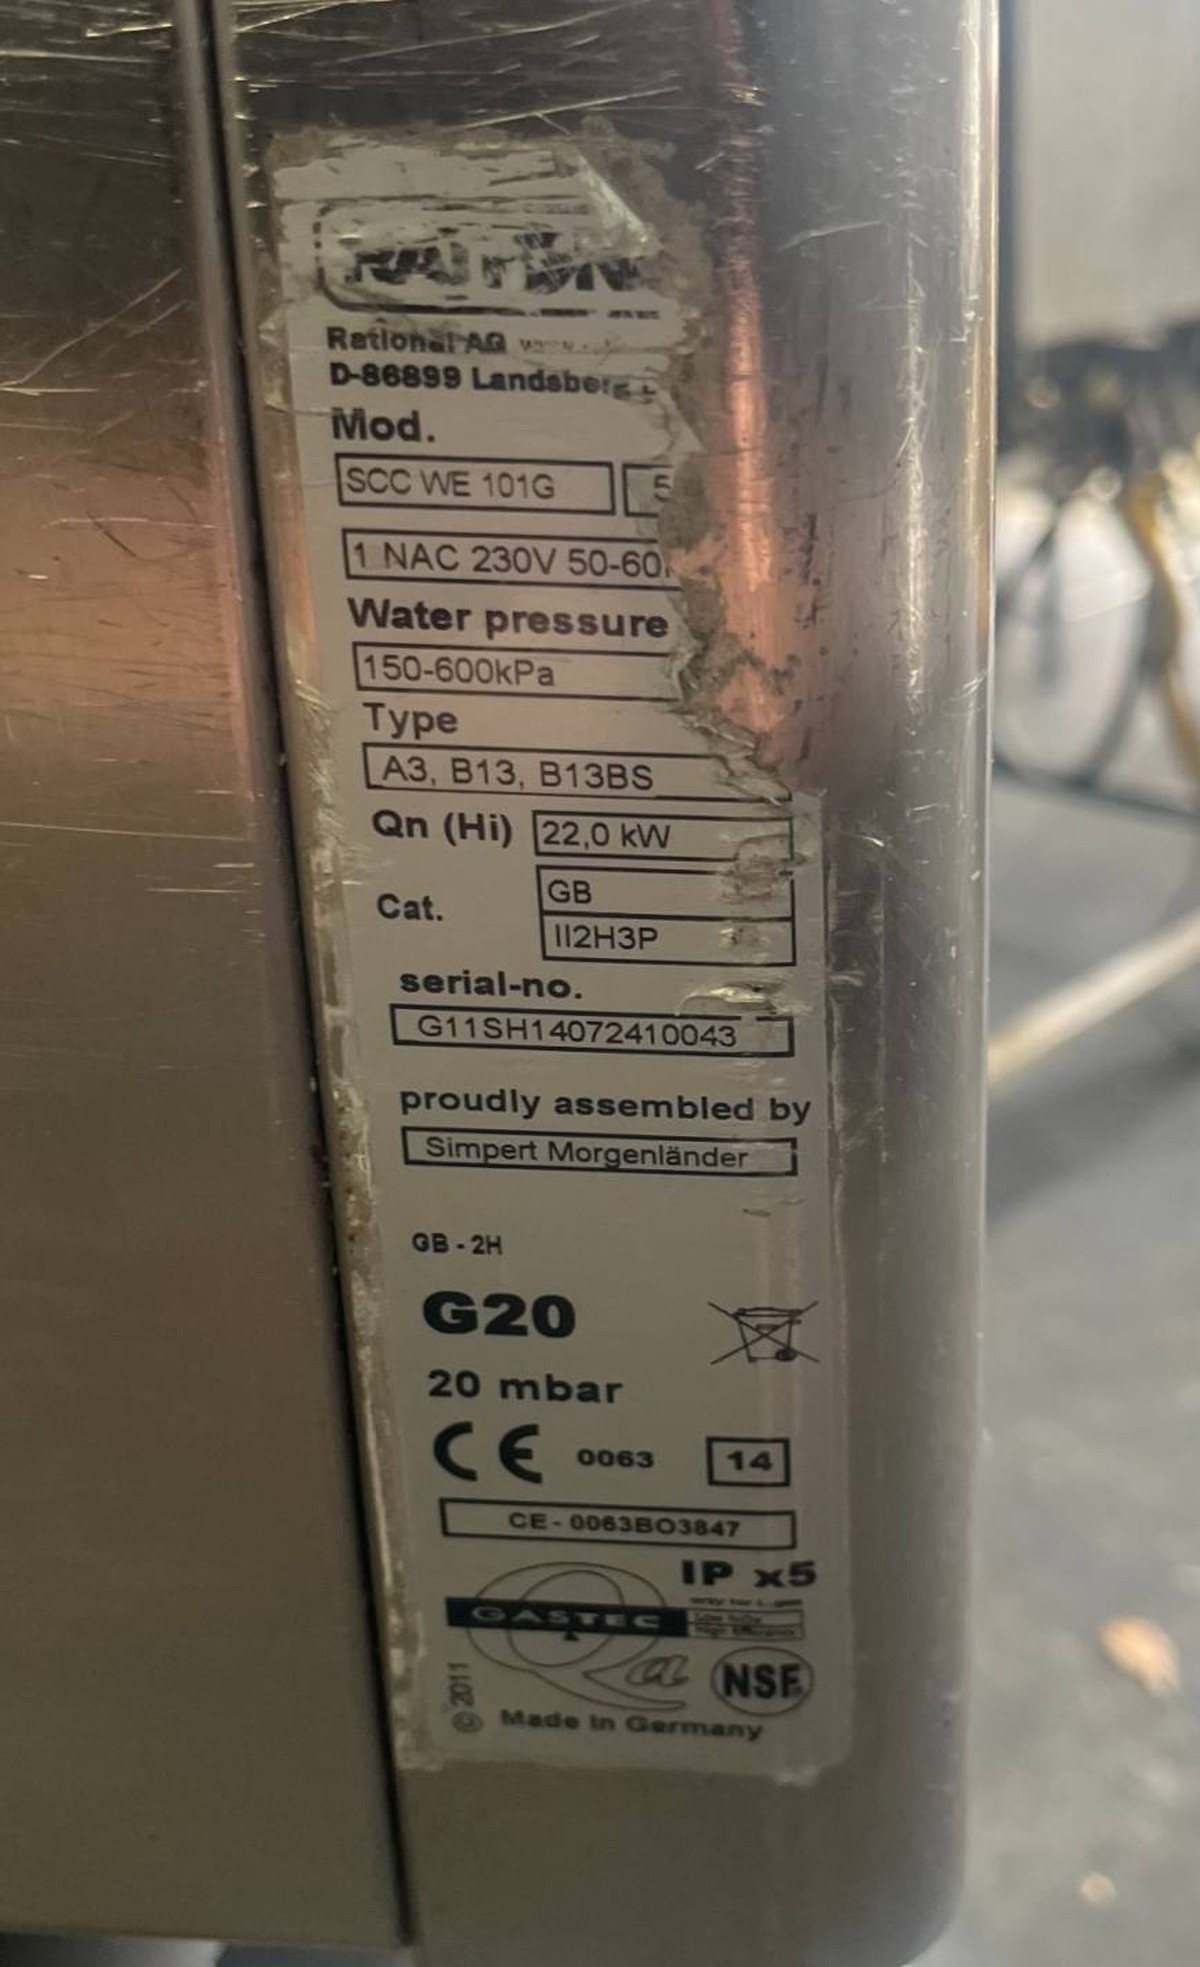 Rational AG
D-86899 Landsberg
Mod.
SCC WE 101G 5
1 NAC 230V 50-60
Water pressure
150-600kPa
Type
A3, B13, B13BS
Qn (Hi) 22,0 kW
Cat. GB
II2H3P
serial-no.
G11SH14072410043
proudly assembled by
Simpert Morgenländer
GB - 2H
G20
20 mbar
CE 0063 14
CE - 0063BO3847
IP x5
GASTEC
Qa NSF
© 2011 Made in Germany